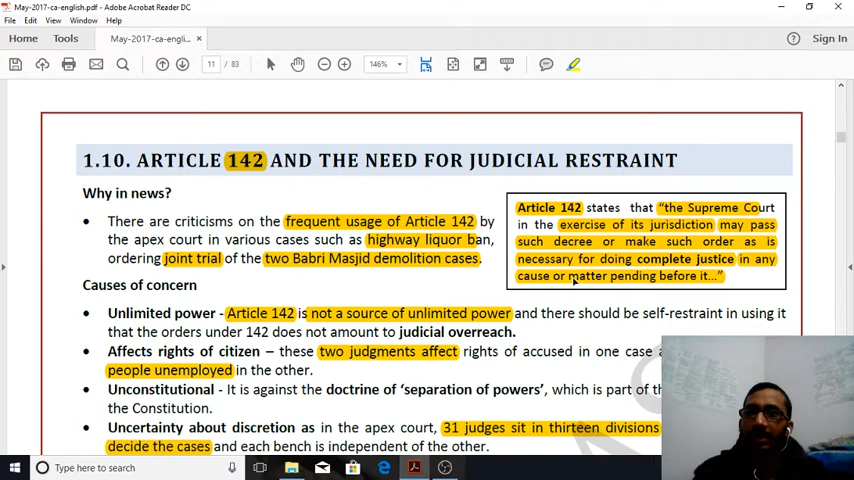 May-2017-ca-english.pdf - Adobe Acrobat Reader DC
File Edit View Window Help
Home Tools May-2017-ca-engli... × Sign In
11 / 83 146%
1.10. ARTICLE 142 AND THE NEED FOR JUDICIAL RESTRAINT
Why in news?
• There are criticisms on the frequent usage of Article 142 by
the apex court in various cases such as highway liquor ban,
ordering joint trial of the two Babri Masjid demolition cases.
Article 142 states that “the Supreme Court
in the exercise of its jurisdiction may pass
such decree or make such order as is
necessary for doing complete justice in any
cause or matter pending before it...”
Causes of concern
• Unlimited power - Article 142 is not a source of unlimited power and there should be self-restraint in using it
that the orders under 142 does not amount to judicial overreach.
• Affects rights of citizen – these two judgments affect rights of accused in one case
people unemployed in the other.
• Unconstitutional - It is against the doctrine of ‘separation of powers’, which is part of
the Constitution.
• Uncertainty about discretion as in the apex court, 31 judges sit in thirteen divisions
decide the cases and each bench is independent of the other.
Type here to search